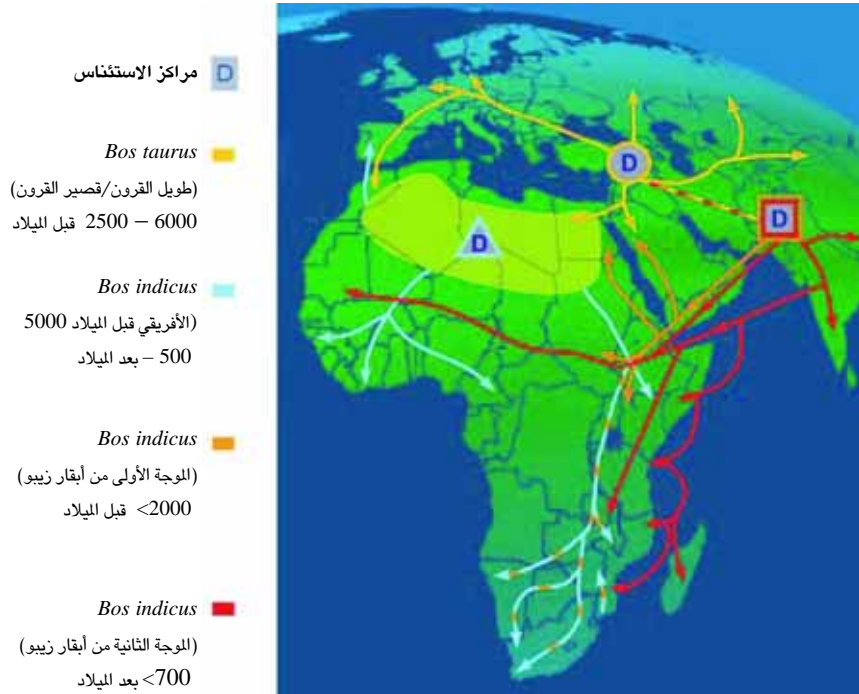 D مراكز الاستئناس
Bos taurus
(طويل القرون/قصير القرون)
6000 – 2500 قبل الميلاد
Bos indicus
(الأفريقي قبل الميلاد 5000
– 500 بعد الميلاد
Bos indicus
(الموجة الأولى من أبقار زيبو)
<2000 قبل الميلاد
Bos indicus
(الموجة الثانية من أبقار زيبو)
<700 بعد الميلاد
D
D
D